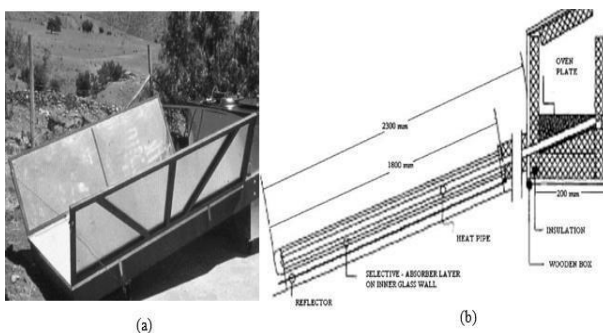 OVEN
PLATE
2300 mm
1800 mm
200 mm
INSULATION
HEAT PIPE
WOODEN BOX
SELECTIVE - ABSORBER LAYER
ON INNER GLASS WALL
REFLECTOR
(a)
(b)